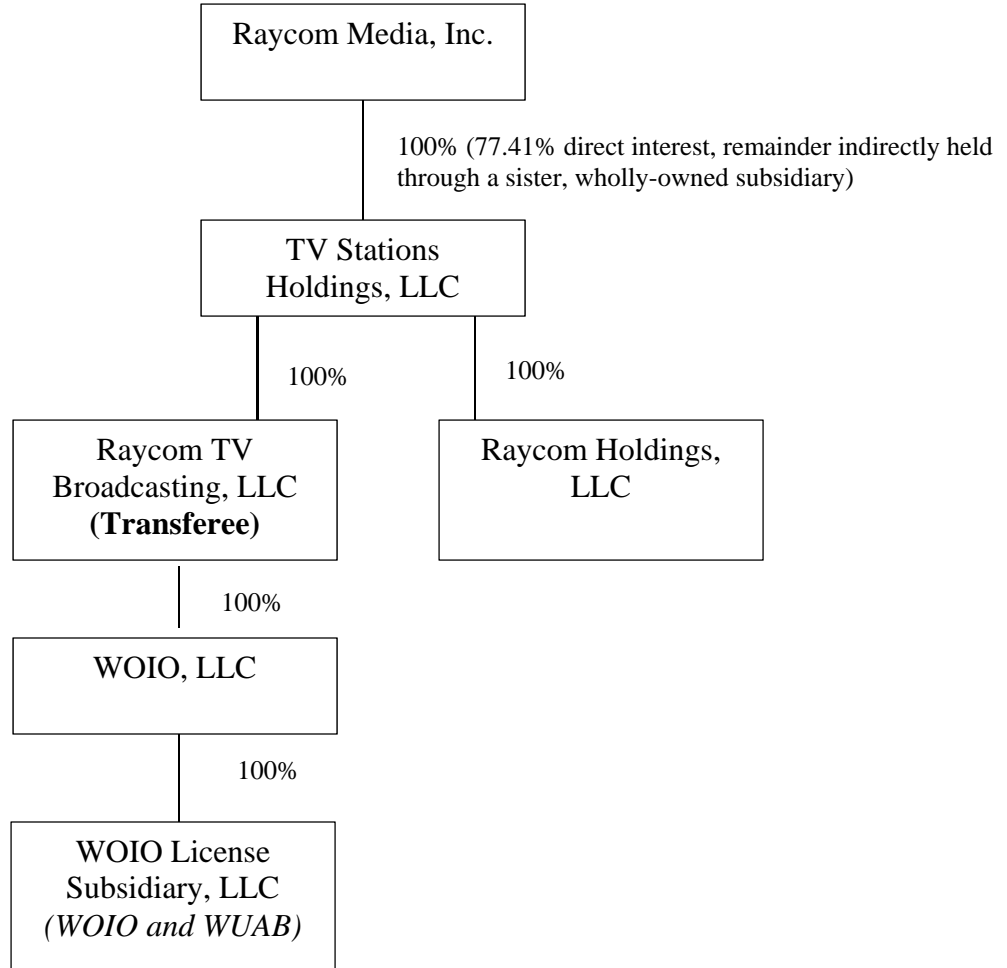 Raycom Media, Inc.
100% (77.41% direct interest, remainder indirectly held
through a sister, wholly-owned subsidiary)
TV Stations
Holdings, LLC
100%
100%
Raycom TV
Broadcasting, LLC
(Transferee)
Raycom Holdings,
LLC
100%
WOIO, LLC
100%
WOIO License
Subsidiary, LLC
(WOIO and WUAB)